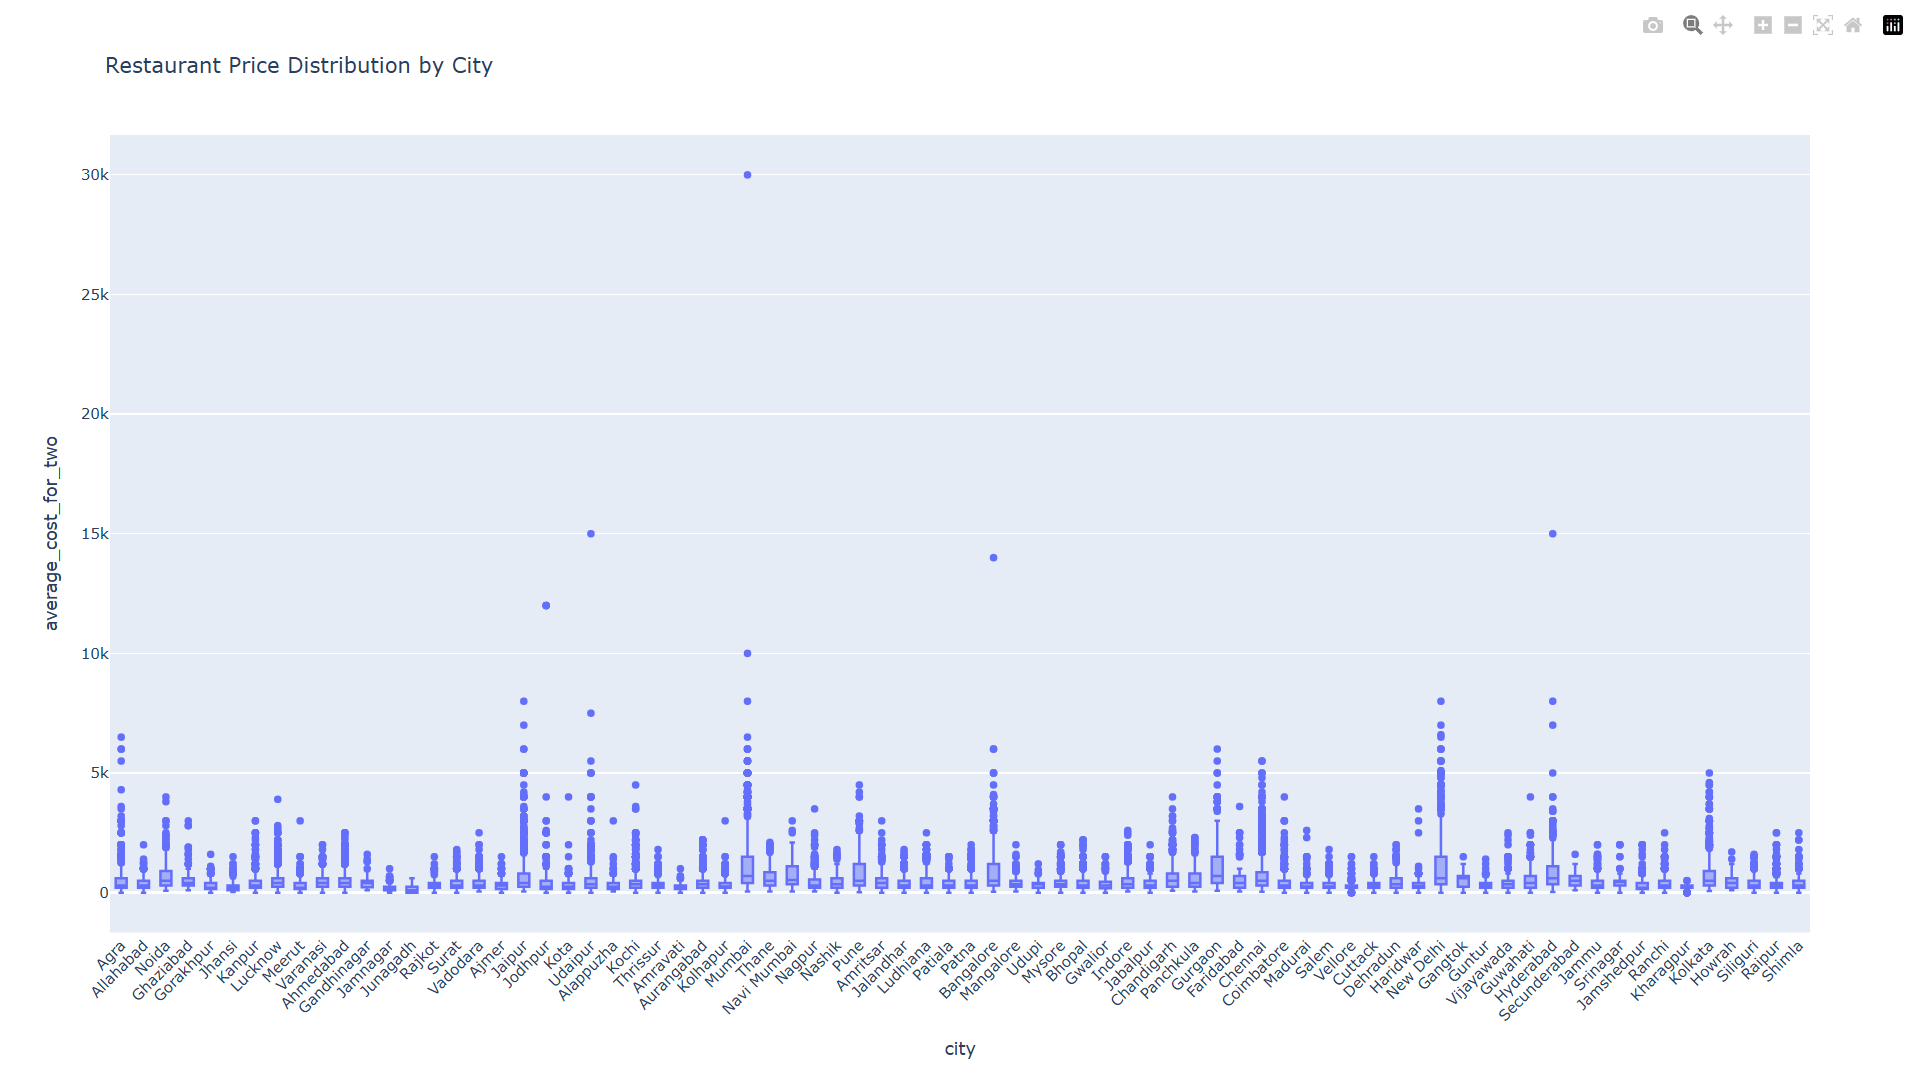 Restaurant Price Distribution by City
30k
25k
20k
15k
10k
5k
0
average_cost_for_two
Agra
Allahabad
Noida
Ghaziabad
Gorakhpur
Jhansi
Kanpur
Lucknow
Meerut
Varanasi
Ahmedabad
Gandhinagar
Jamnagar
Junagadh
Rajkot
Surat
Vadodara
Ajmer
Jaipur
Jodhpur
Kota
Udaipur
Alappuzha
Kochi
Thrissur
Amravati
Aurangabad
Kolhapur
Mumbai
Thane
Navi Mumbai
Nagpur
Nashik
Pune
Amritsar
Jalandhar
Ludhiana
Patiala
Patna
Bangalore
Mangalore
Udupi
Mysore
Bhopal
Gwalior
Indore
Jabalpur
Chandigarh
Panchkula
Gurgaon
Faridabad
Chennai
Coimbatore
Madurai
Salem
Vellore
Cuttack
Dehradun
Haridwar
New Delhi
Gangtok
Guntur
Vijayawada
Guwahati
Hyderabad
Secunderabad
Jammu
Srinagar
Jamshedpur
Ranchi
Kharagpur
Kolkata
Howrah
Siliguri
Raipur
Shimla
city